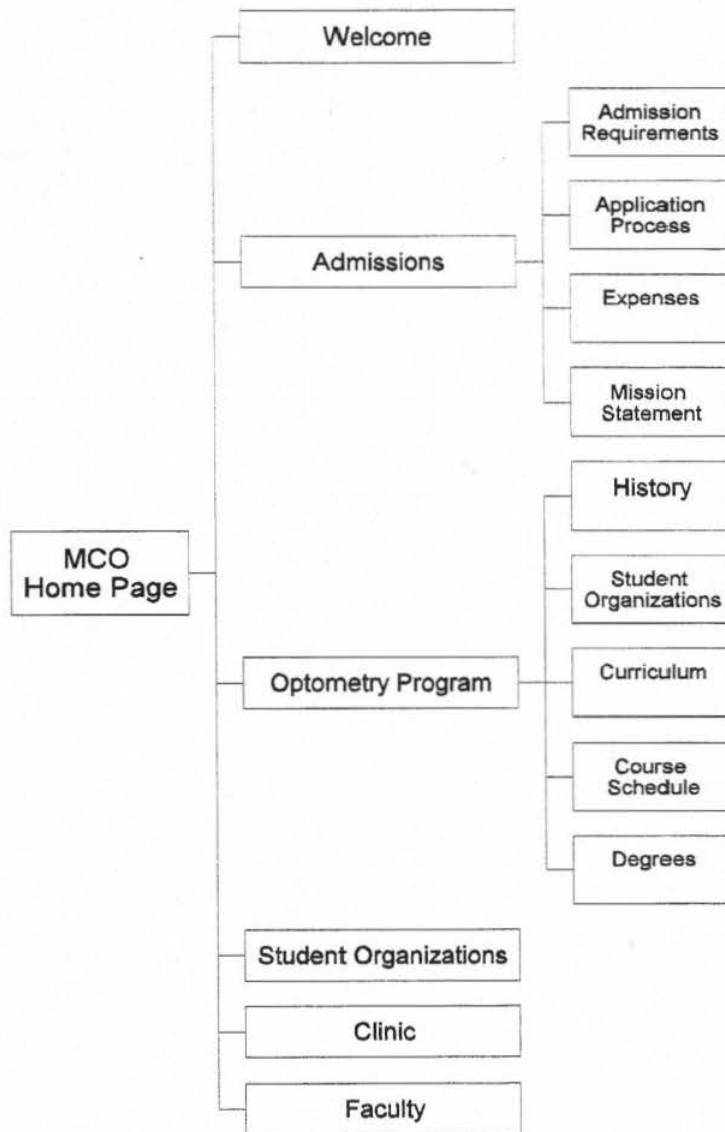 Welcome
Admissions
Admission
Requirements
Application
Process
Expenses
Mission
Statement
MCO
Home Page
Optometry Program
History
Student
Organizations
Curriculum
Course
Schedule
Degrees
Student Organizations
Clinic
Faculty